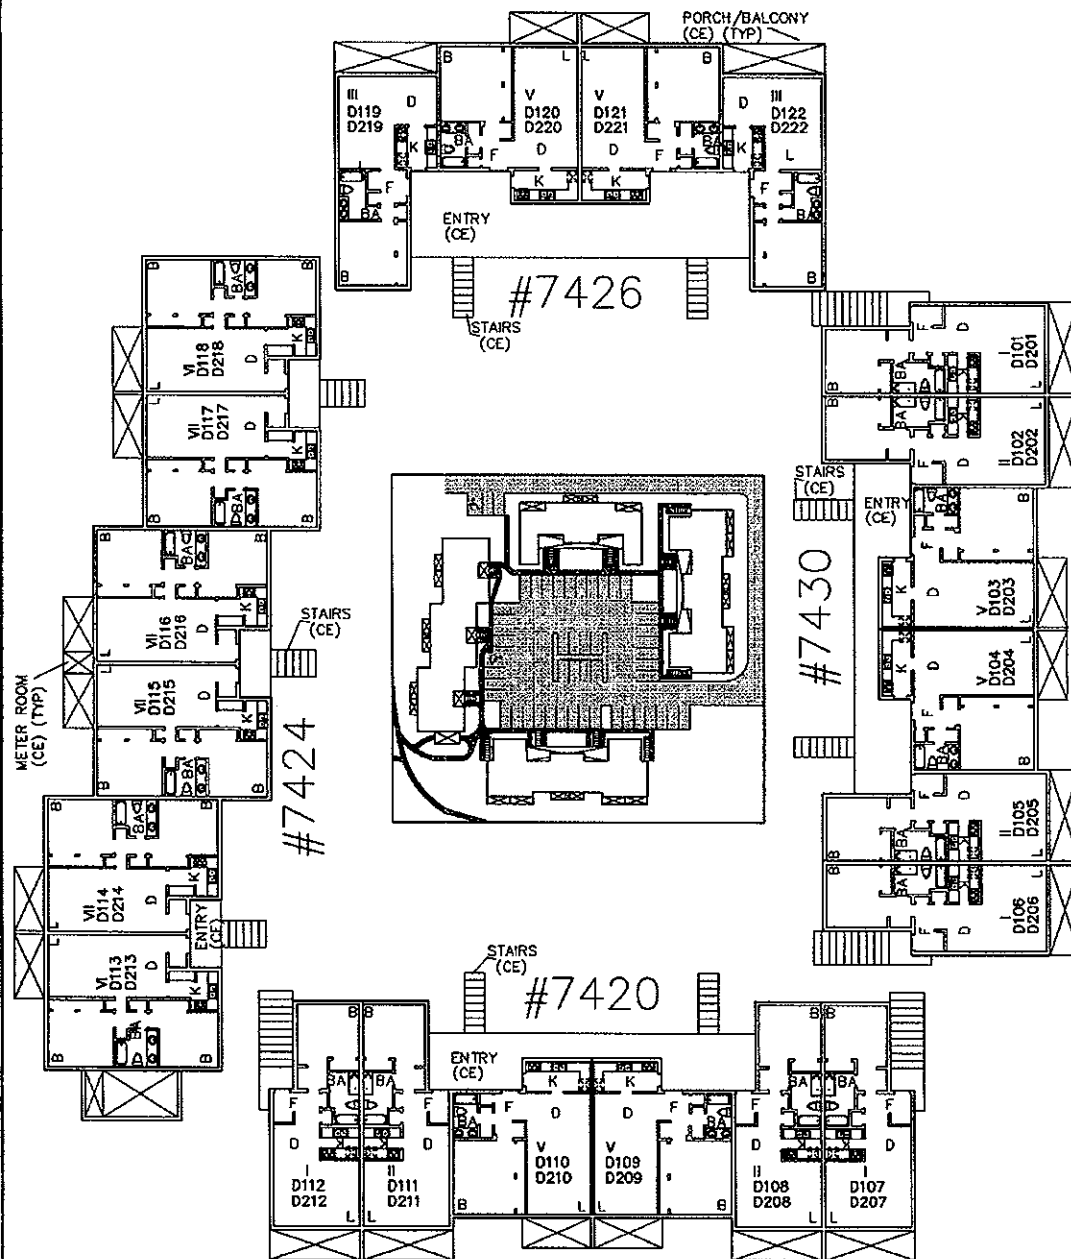 PORCH/BALCONY
(CE) (TYP)
B
L
L
B
III
D119
D219
D
V
D120
D220
V
D121
D221
D
III
D122
D222
K
BA
F
D
D
F
BA
K
L
L
F
BA
K
K
F
BA
B
B
ENTRY
(CE)
#7426
STAIRS
(CE)
B
BA
B
VI
D118
D218
D
K
L
L
VII
D117
D217
D
K
B
BA
B
B
BA
B
VII
D116
D216
D
K
L
STAIRS
(CE)
METER ROOM
(CE) (TYP)
L
VII
D115
D215
D
K
B
BA
B
#7424
B
BA
B
VII
D114
D214
D
K
L
ENTRY
(CE)
L
VI
D113
D213
D
K
B
BA
B
F
D
I
D101
D201
B
BA
K
L
B
BA
K
L
II
D102
D202
F
D
STAIRS
(CE)
ENTRY
(CE)
BA
B
F
K
D
V
D103
D203
L
#7430
K
D
V
D104
D204
L
F
BA
B
F
D
II
D105
D205
B
BA
K
L
B
BA
K
L
I
D106
D206
F
D
STAIRS
(CE)
#7420
ENTRY
(CE)
B
B
B
B
BA
BA
K
K
BA
BA
F
F
F
F
F
F
D
D
BA
D
D
BA
D
D
K
K
K
K
I
D112
D212
II
D111
D211
V
D110
D210
V
D109
D209
II
D108
D208
I
D107
D207
L
L
B
L
L
B
L
L